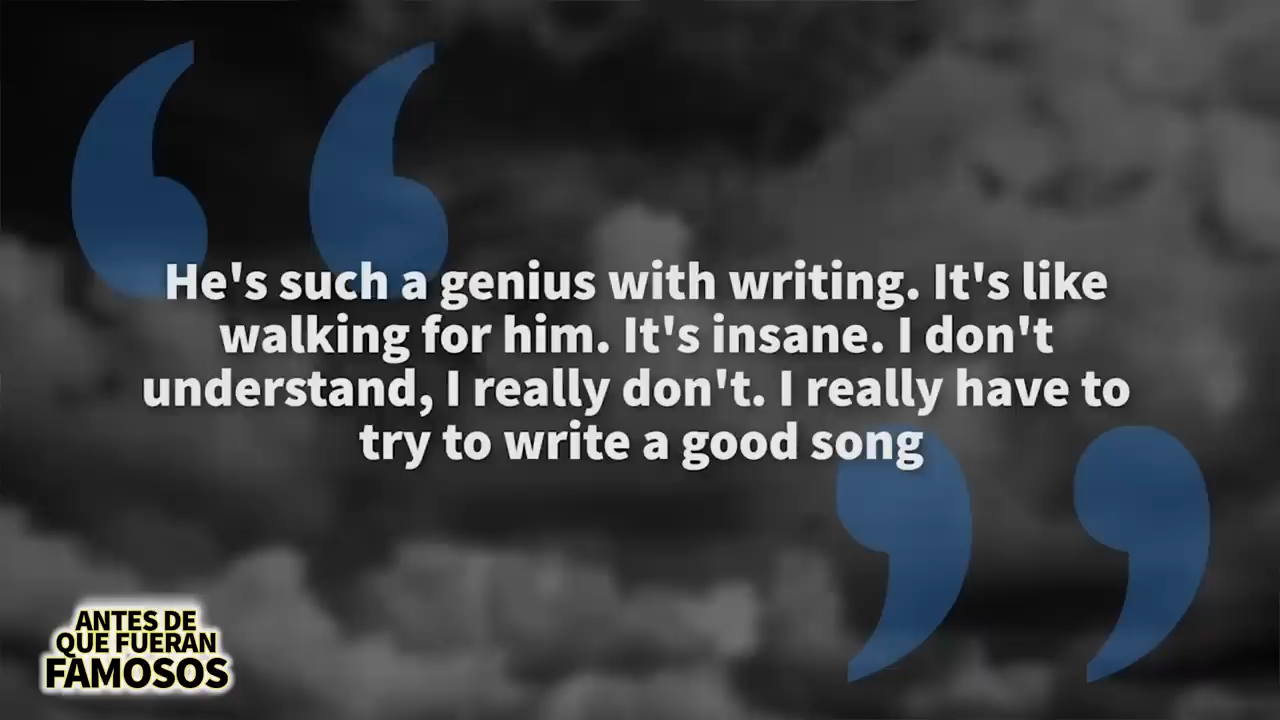 He's such a genius with writing. It's like
walking for him. It's insane. I don't
understand, I really don't. I really have to
try to write a good song
ANTES DE
QUE FUERAN
FAMOSOS